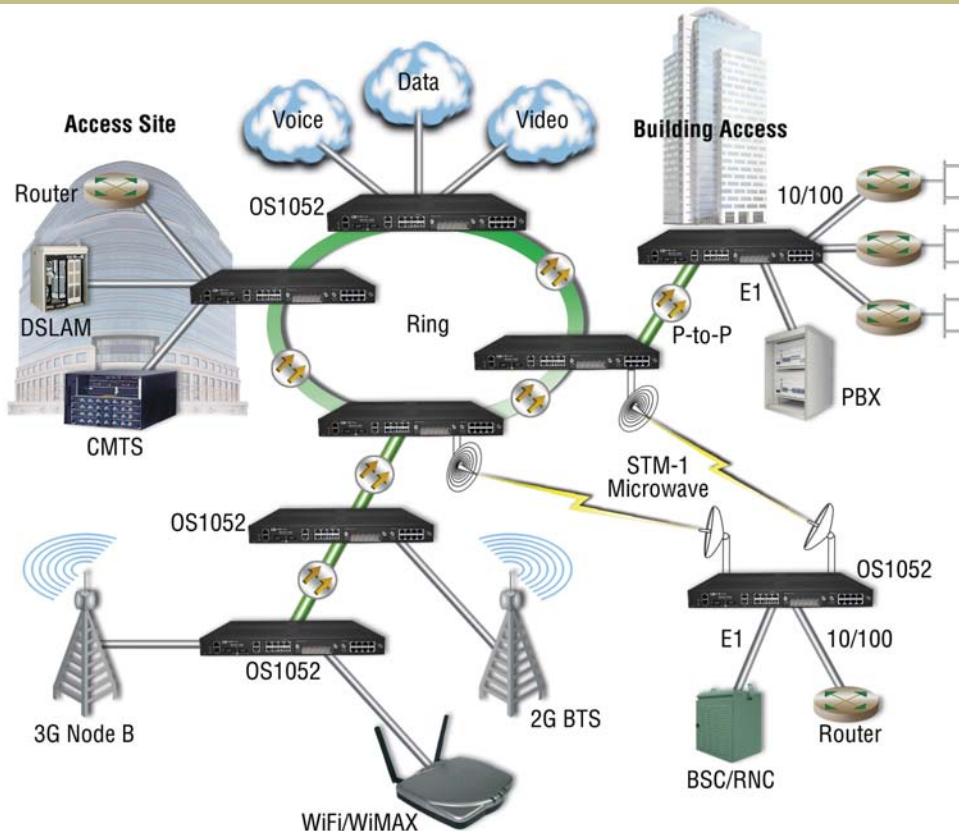 Data
Voice
Video
Access Site
Building Access
Router
OS1052
10/100
DSLAM
Ring
E1
P-to-P
CMTS
PBX
STM-1
Microwave
OS1052
OS1052
OS1052
E1
10/100
3G Node B
2G BTS
BSC/RNC
Router
WiFi/WiMAX